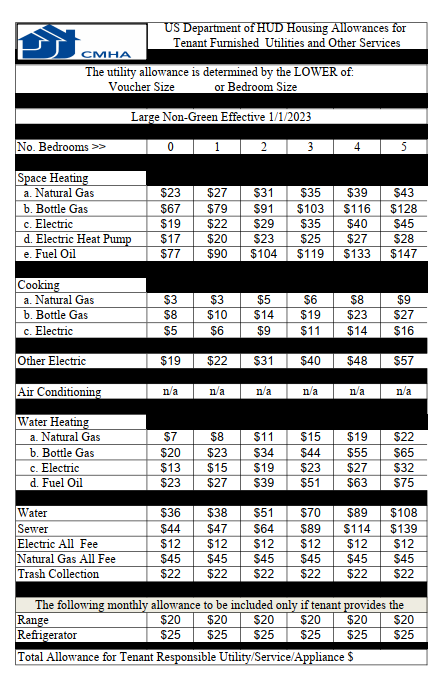 CMHA
US Department of HUD Housing Allowances for
Tenant Furnished Utilities and Other Services
The utility allowance is determined by the LOWER of:
Voucher Size or Bedroom Size
Large Non-Green Effective 1/1/2023
No. Bedrooms >> 0 1 2 3 4 5
Space Heating
a. Natural Gas $23 $27 $31 $35 $39 $43
b. Bottle Gas $67 $79 $91 $103 $116 $128
c. Electric $19 $22 $29 $35 $40 $45
d. Electric Heat Pump $17 $20 $23 $25 $27 $28
e. Fuel Oil $77 $90 $104 $119 $133 $147
Cooking
a. Natural Gas $3 $3 $5 $6 $8 $9
b. Bottle Gas $8 $10 $14 $19 $23 $27
c. Electric $5 $6 $9 $11 $14 $16
Other Electric $19 $22 $31 $40 $48 $57
Air Conditioning n/a n/a n/a n/a n/a n/a
Water Heating
a. Natural Gas $7 $8 $11 $15 $19 $22
b. Bottle Gas $20 $23 $34 $44 $55 $65
c. Electric $13 $15 $19 $23 $27 $32
d. Fuel Oil $23 $27 $39 $51 $63 $75
Water $36 $38 $51 $70 $89 $108
Sewer $44 $47 $64 $89 $114 $139
Electric All Fee $12 $12 $12 $12 $12 $12
Natural Gas All Fee $45 $45 $45 $45 $45 $45
Trash Collection $22 $22 $22 $22 $22 $22
The following monthly allowance to be included only if tenant provides the
Range $20 $20 $20 $20 $20 $20
Refrigerator $25 $25 $25 $25 $25 $25
Total Allowance for Tenant Responsible Utility/Service/Appliance $